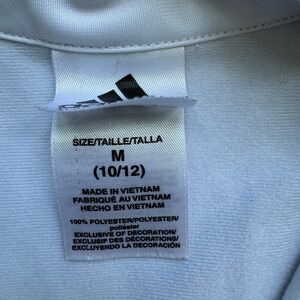 SIZE/TAILLE/TALLA
M
(10/12)
MADE IN VIETNAM
FABRIQUÉ AU VIETNAM
HECHO EN VIETNAM
100% POLYESTER/POLYESTER/
poliéster
EXCLUSIVE OF DECORATION/
EXCLUSIF DES DÉCORATIONS/
EXCLUYENDO LA DECORACIÓN